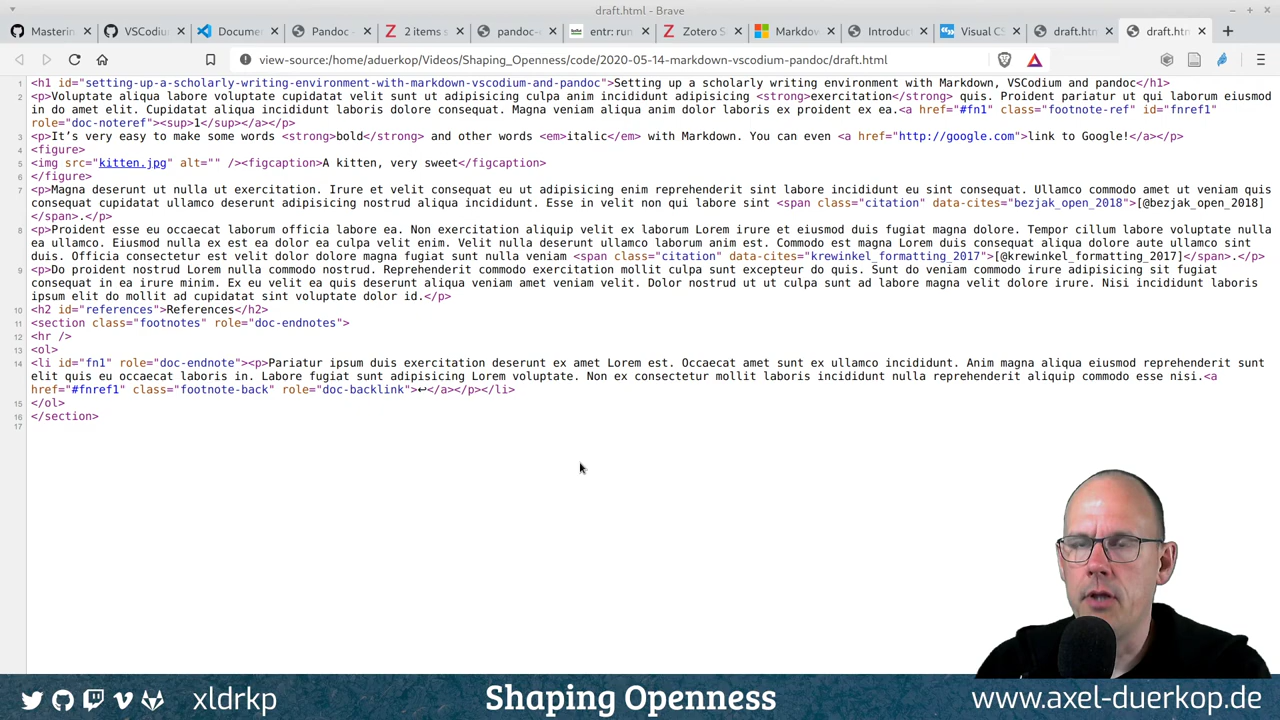 draft.html - Brave
Masterin
VSCodium
Docume
Pandoc -
2 items s
pandoc-
entr: run
Zotero S
Markdow
Introduct
Visual CS
draft.htm
draft.htm
view-source:/home/aduerkop/Videos/Shaping_Openness/code/2020-05-14-markdown-vscodium-pandoc/draft.html
1 <h1 id="setting-up-a-scholarly-writing-environment-with-markdown-vscodium-and-pandoc">Setting up a scholarly writing environment with Markdown, VSCodium and pandoc</h1>
2 <p>Voluptate aliqua labore voluptate cupidatat velit sunt ut adipisicing culpa anim incididunt adipisicing <strong>exercitation</strong> quis. Proident pariatur ut qui laborum eiusmod
in do amet elit. Cupidatat aliqua incididunt laboris dolore consequat. Magna veniam aliqua anim dolor laboris ex proident ex ea.<a href="#fn1" class="footnote-ref" id="fnref1"
role="doc-noteref"><sup>1</sup></a></p>
3 <p>It’s very easy to make some words <strong>bold</strong> and other words <em>italic</em> with Markdown. You can even <a href="http://google.com">link to Google!</a></p>
4 <figure>
5 <img src="kitten.jpg" alt="" /><figcaption>A kitten, very sweet</figcaption>
6 </figure>
7 <p>Magna deserunt ut nulla ut exercitation. Irure et velit consequat eu ut adipisicing enim reprehenderit sint labore incididunt eu sint consequat. Ullamco commodo amet ut veniam quis
consequat cupidatat ullamco deserunt adipisicing nostrud aliqua incididunt. Esse in velit non qui labore sint <span class="citation" data-cites="bezjak_open_2018">[@bezjak_open_2018]
</span>.</p>
8 <p>Proident esse eu occaecat laborum officia labore ea. Non exercitation aliquip velit ex laborum Lorem irure et eiusmod duis fugiat magna dolore. Tempor cillum labore voluptate nulla
ea ullamco. Eiusmod nulla ex est ea dolor ea culpa velit enim. Velit nulla deserunt ullamco laborum anim est. Commodo est magna Lorem duis consequat aliqua dolore aute ullamco sint
duis. Officia consectetur est velit dolor dolore magna fugiat sunt nulla veniam <span class="citation" data-cites="krewinkel_formatting_2017">[@krewinkel_formatting_2017]</span>.</p>
9 <p>Do proident nostrud Lorem nulla commodo nostrud. Reprehenderit commodo exercitation mollit culpa sunt excepteur do quis. Sunt do veniam commodo irure adipisicing sit fugiat
consequat in ea irure minim. Ex eu velit ea quis deserunt aliqua veniam amet veniam velit. Dolor nostrud ut ut culpa sunt ad labore magna velit dolore irure. Nisi incididunt laboris
ipsum elit do mollit ad cupidatat sint voluptate dolor id.</p>
10 <h2 id="references">References</h2>
11 <section class="footnotes" role="doc-endnotes">
12 <hr />
13 <ol>
14 <li id="fn1" role="doc-endnote"><p>Pariatur ipsum duis exercitation deserunt ex amet Lorem est. Occaecat amet sunt ex ullamco incididunt. Anim magna aliqua eiusmod reprehenderit sunt
elit quis eu occaecat laboris in. Labore fugiat sunt adipisicing Lorem voluptate. Non ex consectetur mollit laboris incididunt nulla reprehenderit aliquip commodo esse nisi.<a
href="#fnref1" class="footnote-back" role="doc-backlink">↩</a></p></li>
15 </ol>
16 </section>
17
xldrkp
Shaping Openness
www.axel-duerkop.de